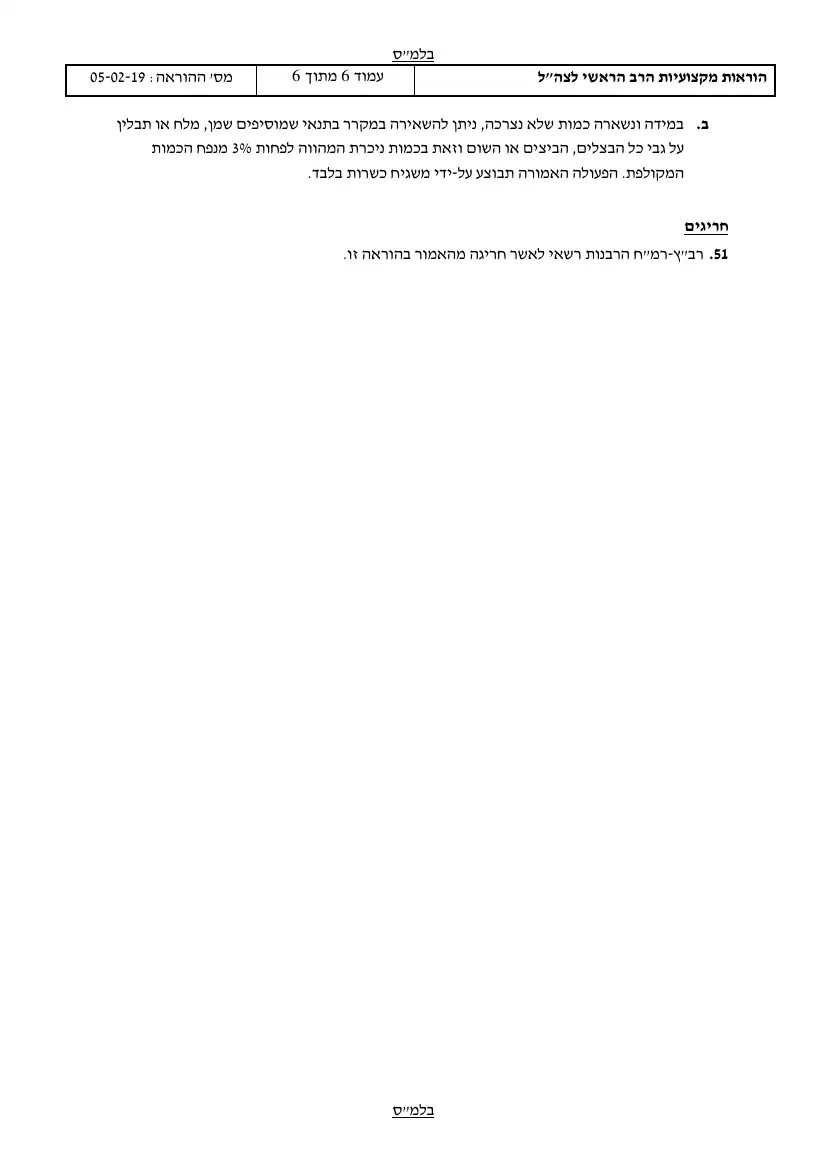 בלמ״ס
הוראות מקצועיות הרב הראשי לצה״ל עמוד 6 מתוך 6 מס׳ ההוראה: 05-02-19
ב. במידה ונשארה כמות שלא נצרכה, ניתן להשאירה במקרר בתנאי שמוסיפים שמן, מלח או תבלין
על גבי כל הבצלים, הביצים או השום וזאת בכמות ניכרת המהווה לפחות 3% מנפח הכמות
המקולפת. הפעולה האמורה תבוצע על-ידי משגיח כשרות בלבד.
חריגים
51. רב״ץ-רמ״ח הרבנות רשאי לאשר חריגה מהאמור בהוראה זו.
בלמ״ס